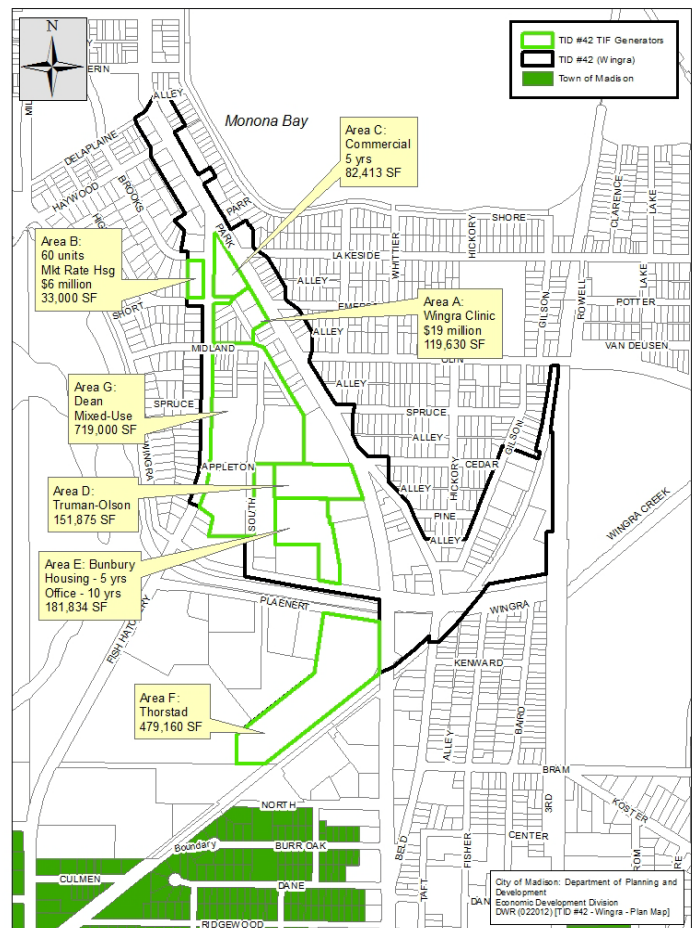 N
TID #42 TIF Generators
TID #42 (Wingra)
Town of Madison
ERIN
ALLEY
Monona Bay
DELAPLAINE
HAYWOOD
BROOKS
PARR
PARK
Area C:
Commercial
5 yrs
82,413 SF
SHORE
CLARENCE
LAKE
HICKORY
WHITTIER
LAKESIDE
Area B:
60 units
Mkt Rate Hsg
$6 million
33,000 SF
ALLEY
LAKE
GILSON
ROWELL
POTTER
SHORT
Area A:
Wingra Clinic
$19 million
119,630 SF
ALLEY
VAN DEUSEN
MIDLAND
ALLEY
Area G:
Dean
Mixed-Use
719,000 SF
SPRUCE
SPRUCE
ALLEY
GILSON
WINGRA
APPLETON
CEDAR
HICKORY
ALLEY
Area D:
Truman-Olson
151,875 SF
SOUTH
PINE
ALLEY
WINGRA CREEK
Area E: Bunbury
Housing - 5 yrs
Office - 10 yrs
181,834 SF
PLAENERT
WINGRA
FISH HATCHERY
KENWARD
Area F:
Thorstad
479,160 SF
ALLEY
BAIRD
BRAM
3RD
KOSTER
NORTH
CENTER
Boundary
BURR OAK
BELD
FISHER
CULMEN
DANE
TAFT
RIDGEWOOD
City of Madison: Department of Planning and
Development
Economic Development Division
DWR (022012) [TID #42 - Wingra - Plan Map]